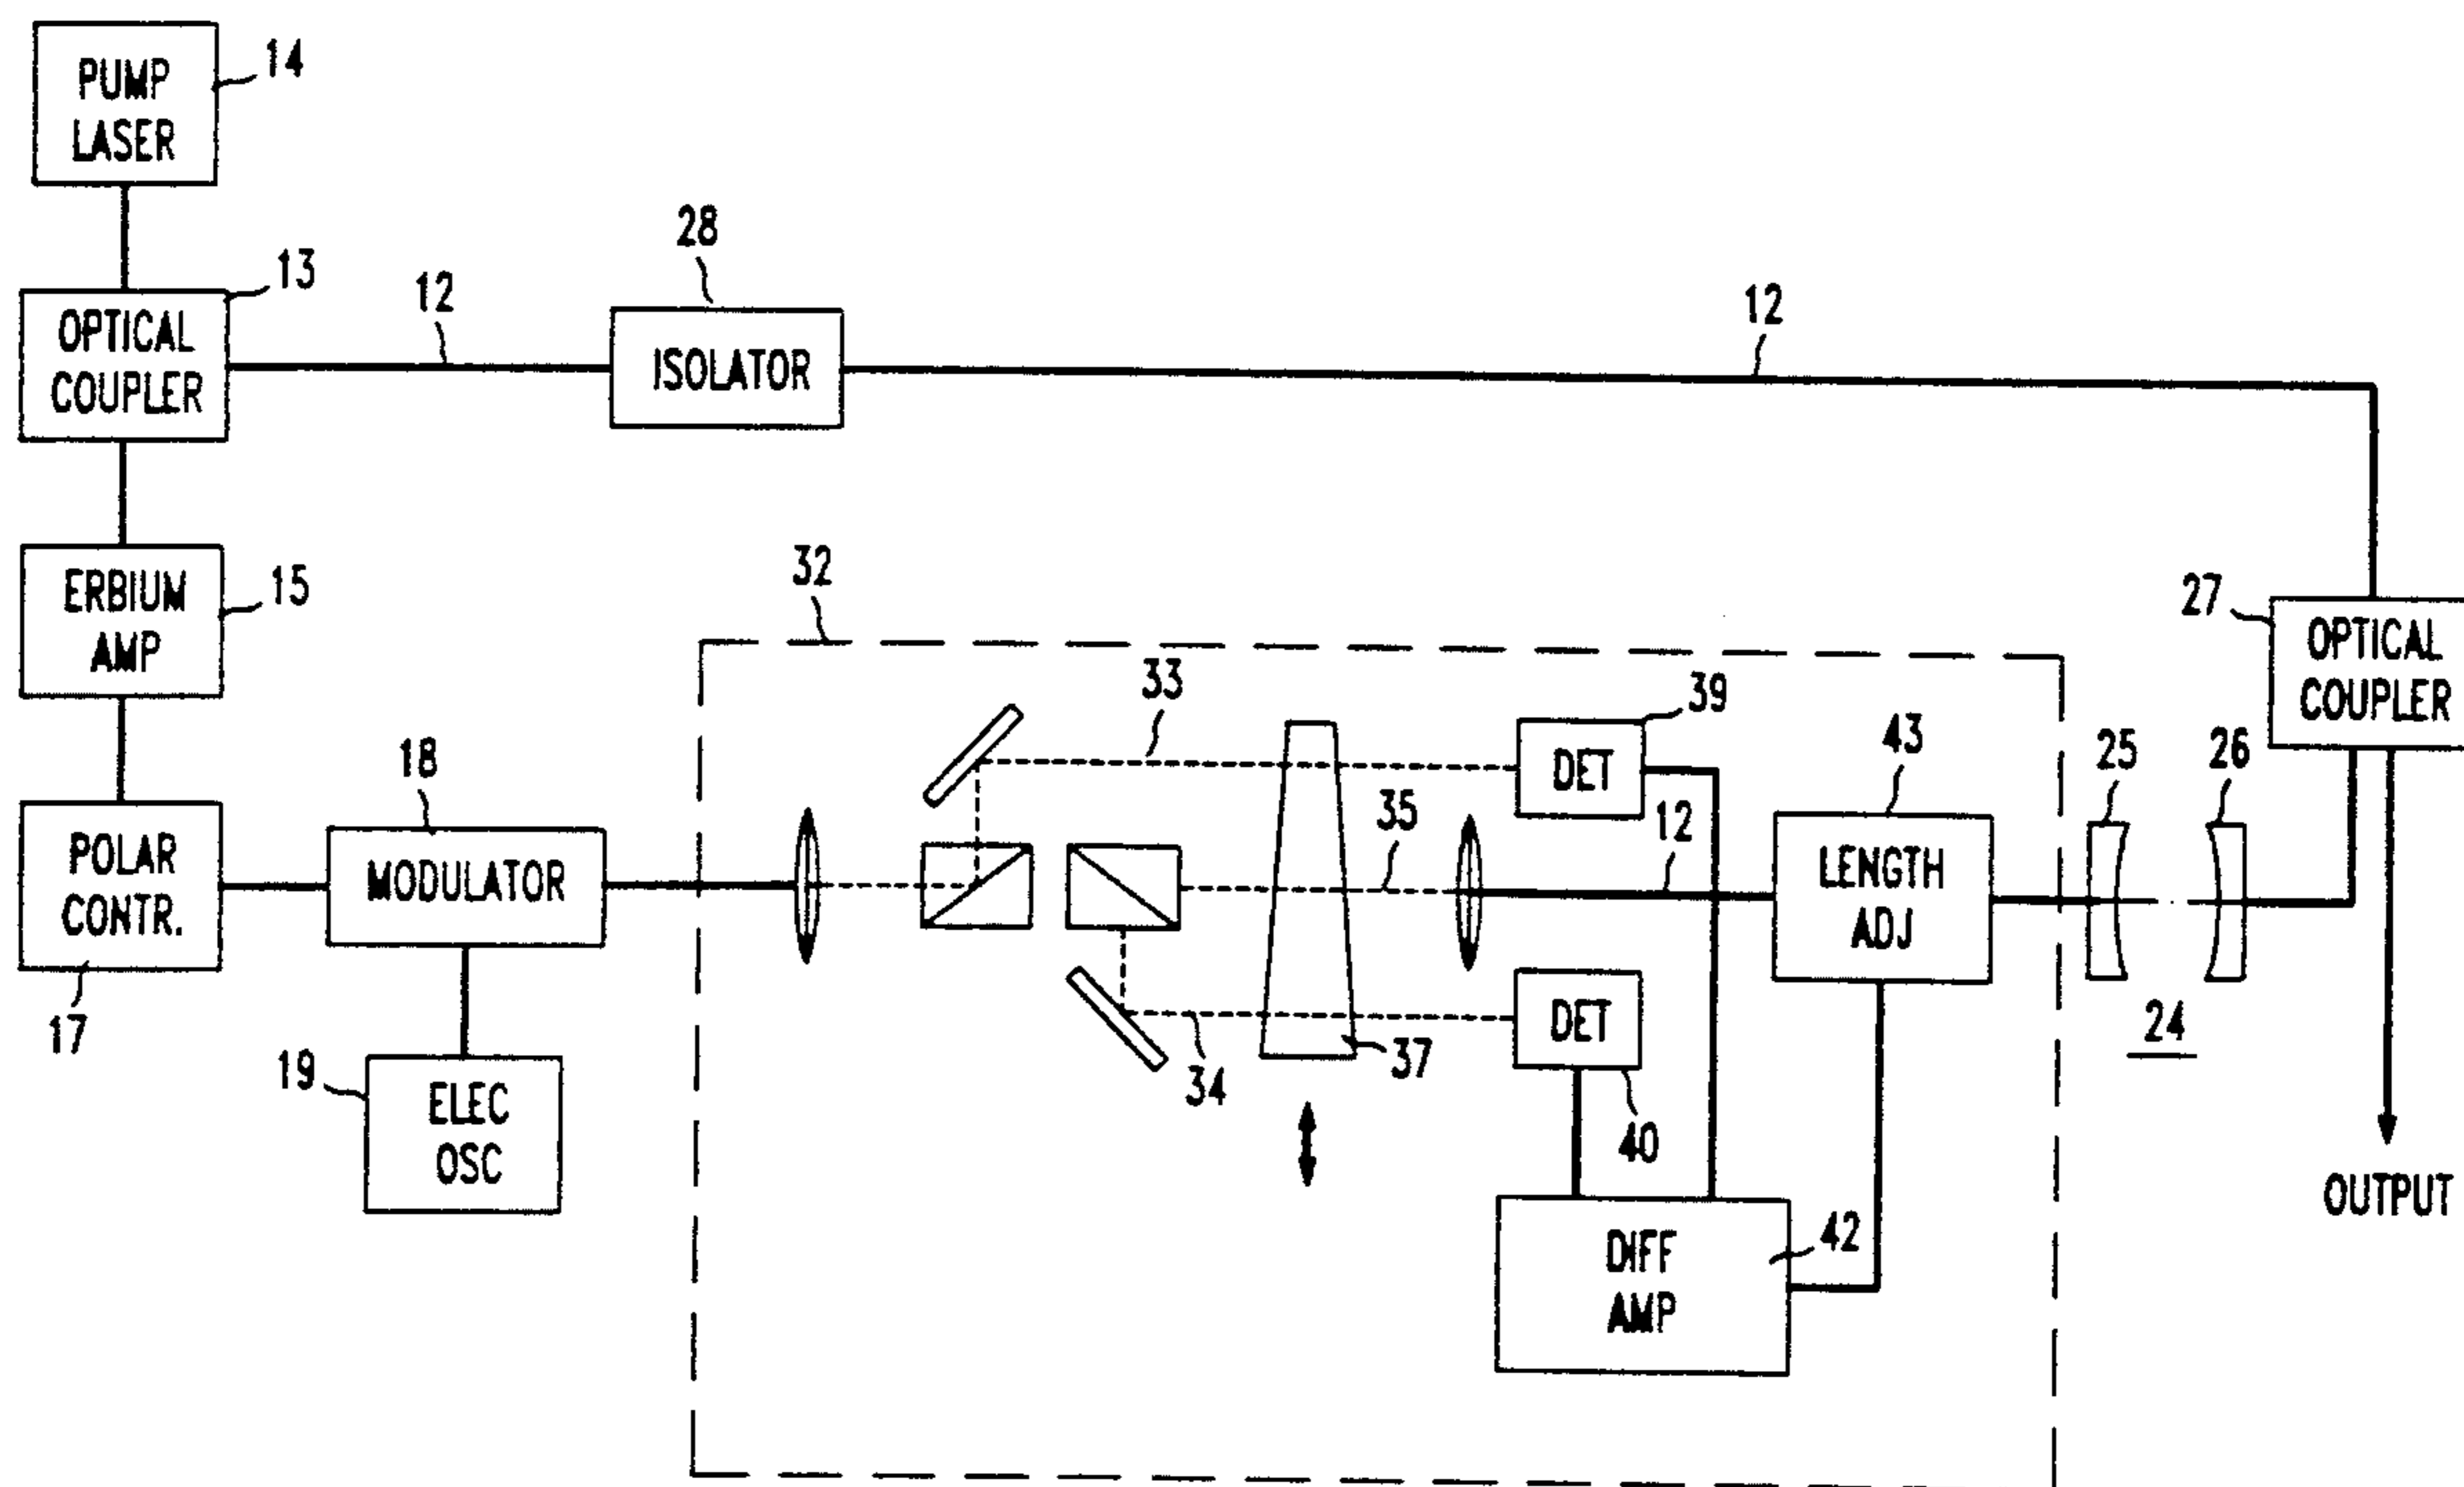 PUMP
LASER
14
13
OPTICAL
COUPLER
12
28
ISOLATOR
12
ERBIUM
AMP
15
27
OPTICAL
COUPLER
32
33
39
DET
43
25
26
18
POLAR
CONTR.
MODULATOR
35
12
LENGTH
ADJ
17
19
ELEC
OSC
34
37
DET
40
24
DIFF
AMP
42
OUTPUT